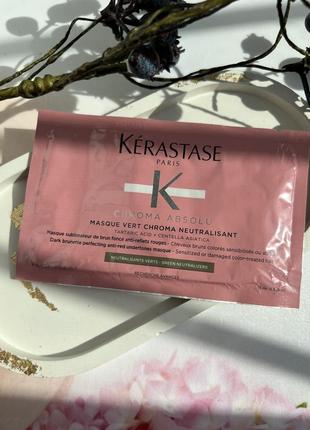 KÉRASTASE
PARIS
K
CHROMA ABSOLU
MASQUE VERT CHROMA NEUTRALISANT
TARTARIC ACID + CENTELLA ASIATICA
Masque sublimateur de brun foncé anti-reflets rouges - Cheveux bruns colorés sensibilisés ou
Dark brunette perfecting anti-red undertones masque - Sensitized or damaged color-treated
NEUTRALISANTS VERTS - GREEN NEUTRALIZERS
RECHERCHE AVANCÉE